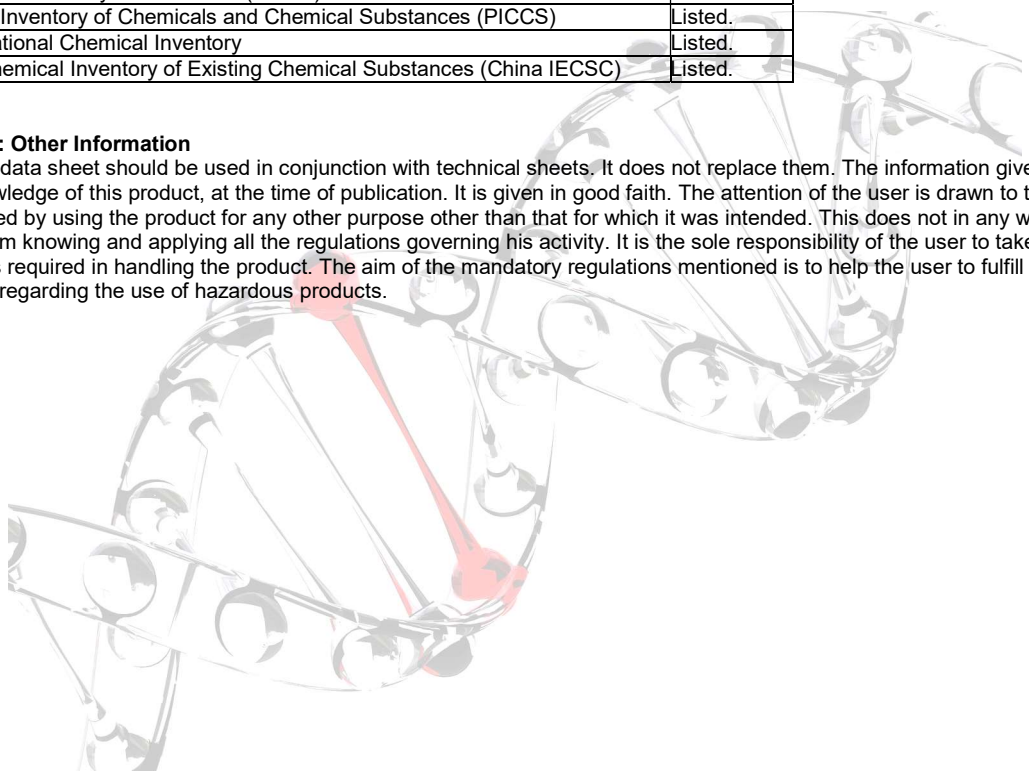 Inventory of Chemicals and Chemical Substances (PICCS) Listed.
ational Chemical Inventory Listed.
emical Inventory of Existing Chemical Substances (China IECSC) Listed.
: Other Information
data sheet should be used in conjunction with technical sheets. It does not replace them. The information give
wledge of this product, at the time of publication. It is given in good faith. The attention of the user is drawn to t
ed by using the product for any other purpose other than that for which it was intended. This does not in any w
m knowing and applying all the regulations governing his activity. It is the sole responsibility of the user to take
s required in handling the product. The aim of the mandatory regulations mentioned is to help the user to fulfill
regarding the use of hazardous products.